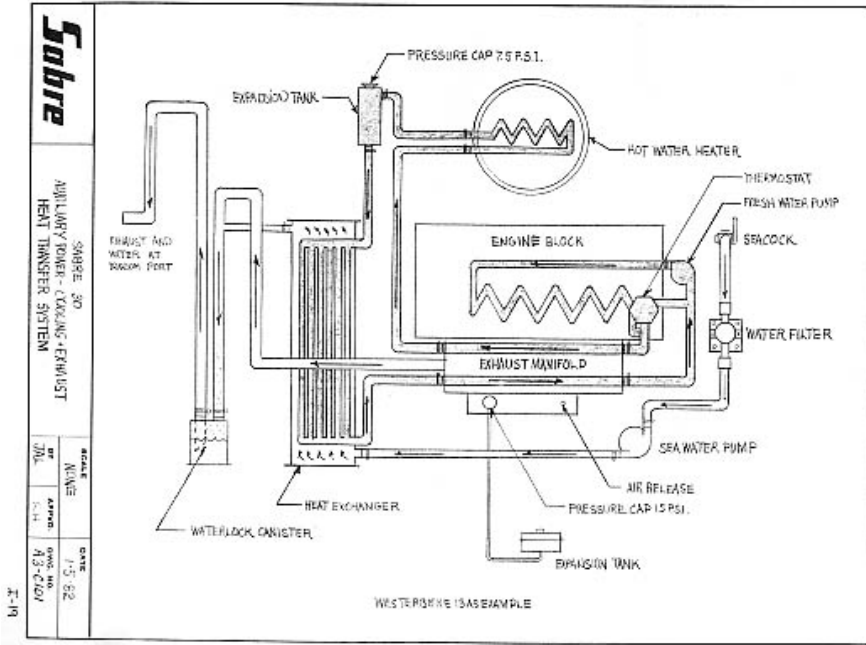 Sabre
SABRE 30
AUXILIARY POWER - COOLING + EXHAUST
HEAT TRANSFER SYSTEM
SCALE
NONE
DATE
1-5-82
BY
JAL
APPRD.
DWG. NO.
A3-C101
I-19
PRESSURE CAP 7.5 P.S.I.
EXPANSION TANK
HOT WATER HEATER
THERMOSTAT
FRESH WATER PUMP
SEACOCK
ENGINE BLOCK
EXHAUST AND
WATER AT
TRANSOM PORT
WATER FILTER
EXHAUST MANIFOLD
SEA WATER PUMP
AIR RELEASE
HEAT EXCHANGER
PRESSURE CAP 15 PSI.
WATERLOCK CANISTER
EXPANSION TANK
WESTERBEKE 13 AS EXAMPLE